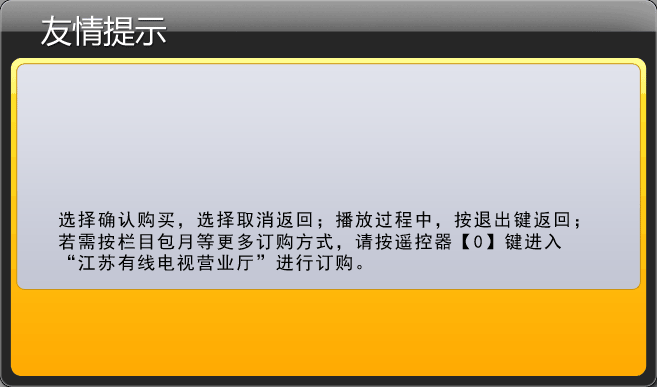 友情提示
选择确认购买，选择取消返回；播放过程中，按退出键返回；
若需按栏目包月等更多订购方式，请按遥控器【0】键进入
“江苏有线电视营业厅”进行订购。